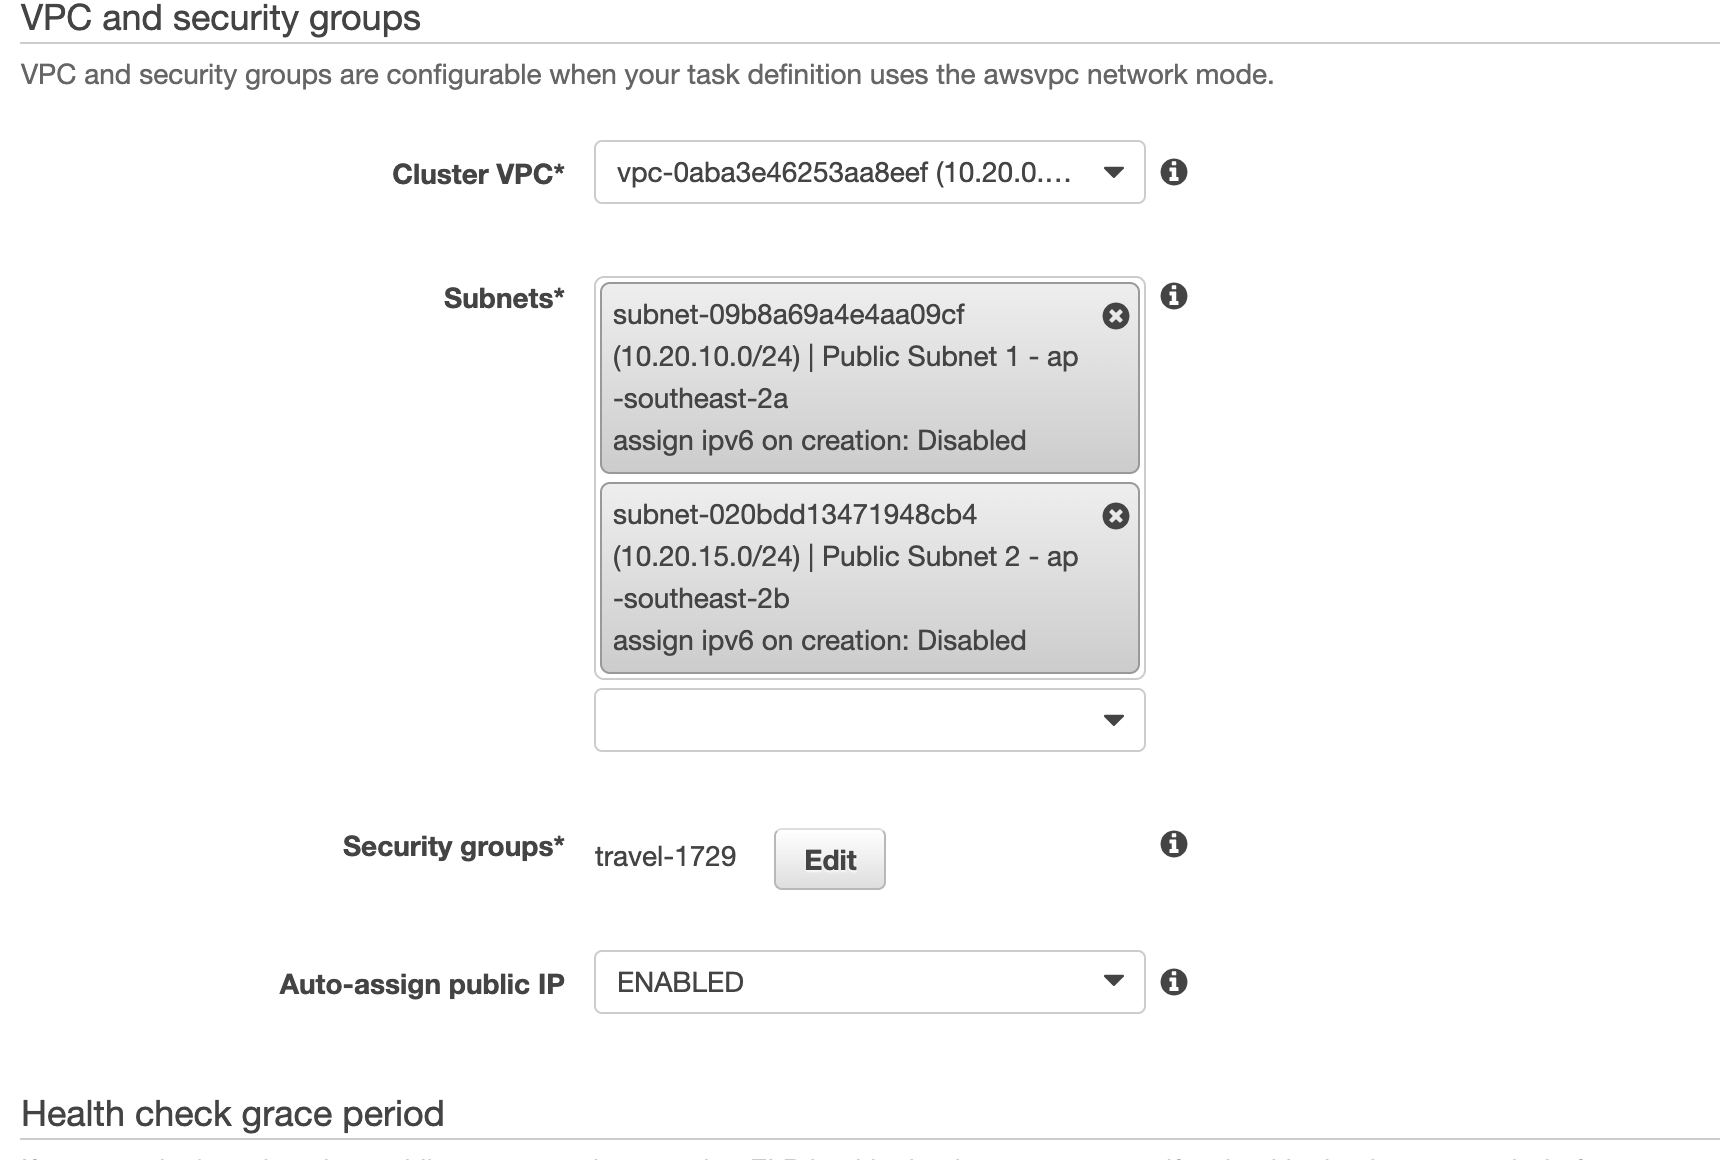 VPC and security groups
VPC and security groups are configurable when your task definition uses the awsvpc network mode.
Cluster VPC*
vpc-0aba3e46253aa8eef (10.20.0....
Subnets*
subnet-09b8a69a4e4aa09cf
(10.20.10.0/24) | Public Subnet 1 - ap
-southeast-2a
assign ipv6 on creation: Disabled
subnet-020bdd13471948cb4
(10.20.15.0/24) | Public Subnet 2 - ap
-southeast-2b
assign ipv6 on creation: Disabled
Security groups*
travel-1729
Edit
Auto-assign public IP
ENABLED
Health check grace period